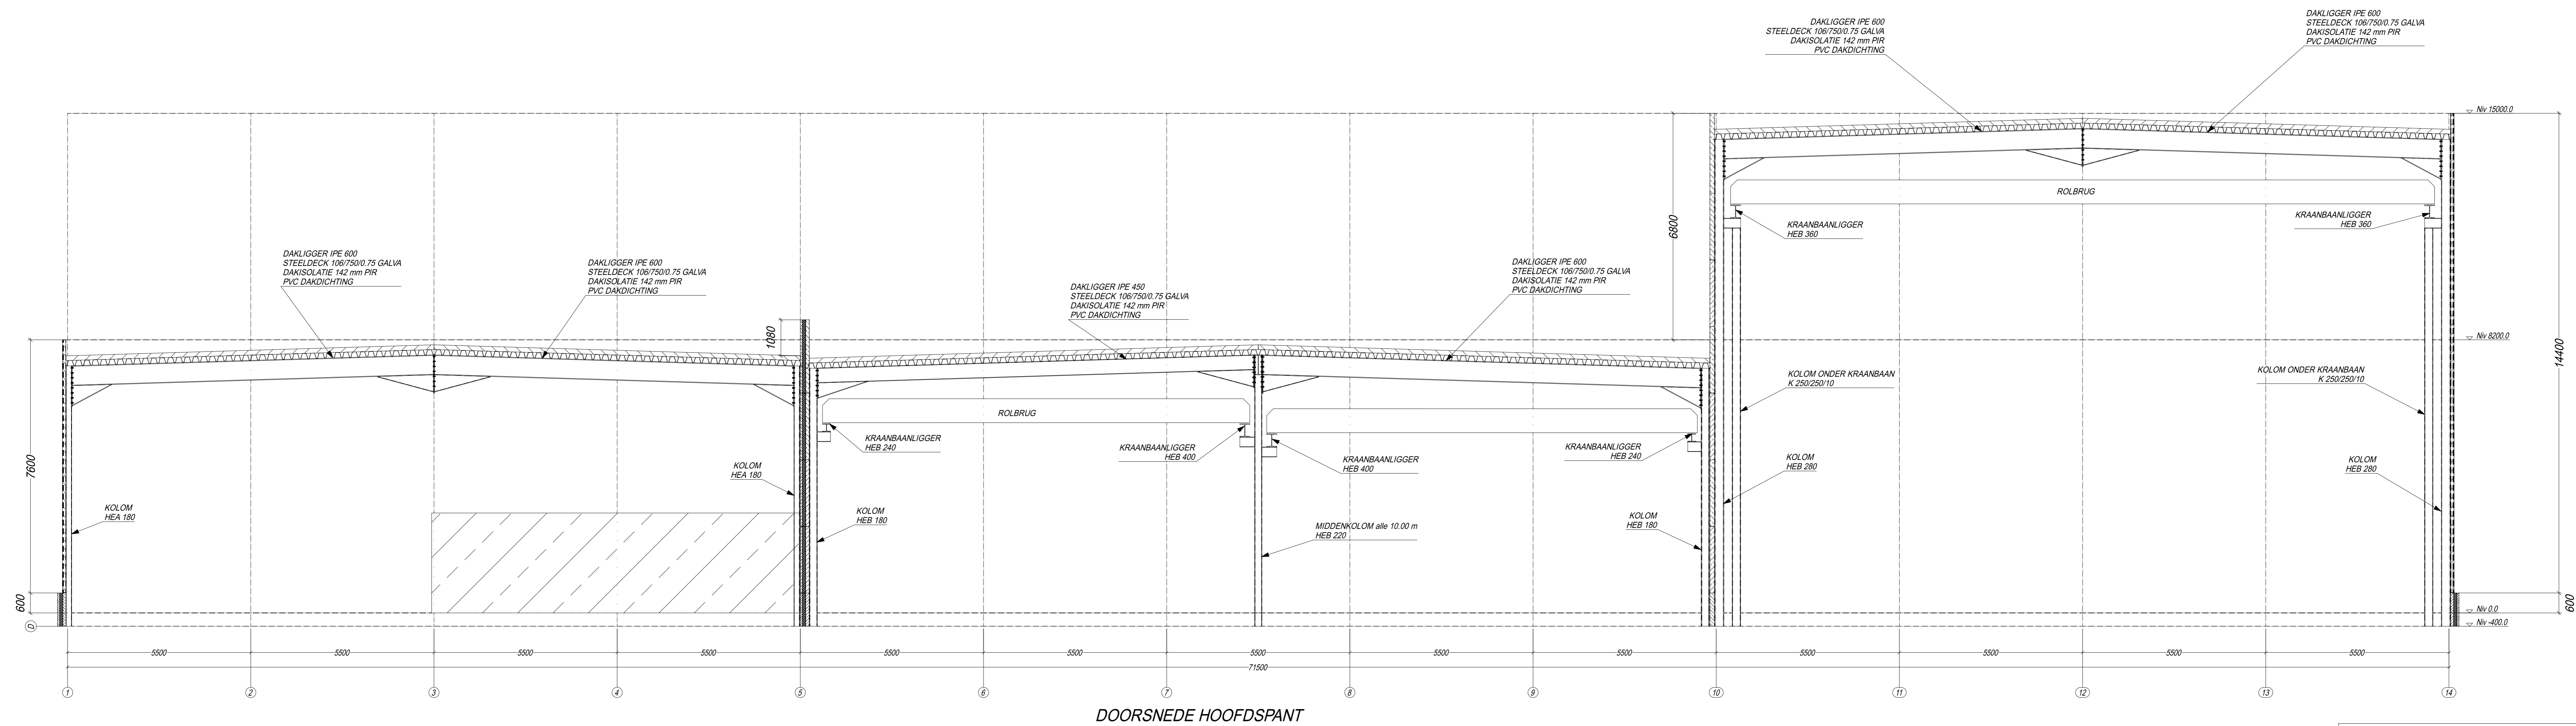 DAKLIGGER IPE 600
STEELDECK 106/750/0.75 GALVA
DAKISOLATIE 142 mm PIR
PVC DAKDICHTING
DAKLIGGER IPE 600
STEELDECK 106/750/0.75 GALVA
DAKISOLATIE 142 mm PIR
PVC DAKDICHTING
Niv 15000.0
ROLBRUG
KRAANBAANLIGGER
HEB 360
KRAANBAANLIGGER
HEB 360
6800
DAKLIGGER IPE 600
STEELDECK 106/750/0.75 GALVA
DAKISOLATIE 142 mm PIR
PVC DAKDICHTING
DAKLIGGER IPE 600
STEELDECK 106/750/0.75 GALVA
DAKISOLATIE 142 mm PIR
PVC DAKDICHTING
DAKLIGGER IPE 450
STEELDECK 106/750/0.75 GALVA
DAKISOLATIE 142 mm PIR
PVC DAKDICHTING
DAKLIGGER IPE 600
STEELDECK 106/750/0.75 GALVA
DAKISOLATIE 142 mm PIR
PVC DAKDICHTING
1080
Niv 8200.0
14400
KOLOM ONDER KRAANBAAN
K 250/250/10
KOLOM ONDER KRAANBAAN
K 250/250/10
ROLBRUG
KRAANBAANLIGGER
HEB 240
KRAANBAANLIGGER
HEB 400
KRAANBAANLIGGER
HEB 400
KRAANBAANLIGGER
HEB 240
7600
KOLOM
HEA 180
KOLOM
HEB 280
KOLOM
HEB 280
KOLOM
HEA 180
KOLOM
HEB 180
MIDDENKOLOM alle 10.00 m
HEB 220
KOLOM
HEB 180
600
600
Niv 0.0
D
Niv -400.0
5500
5500
5500
5500
5500
5500
5500
5500
5500
5500
5500
5500
5500
71500
1
2
3
4
5
6
7
8
9
10
11
12
13
14
DOORSNEDE HOOFDSPANT